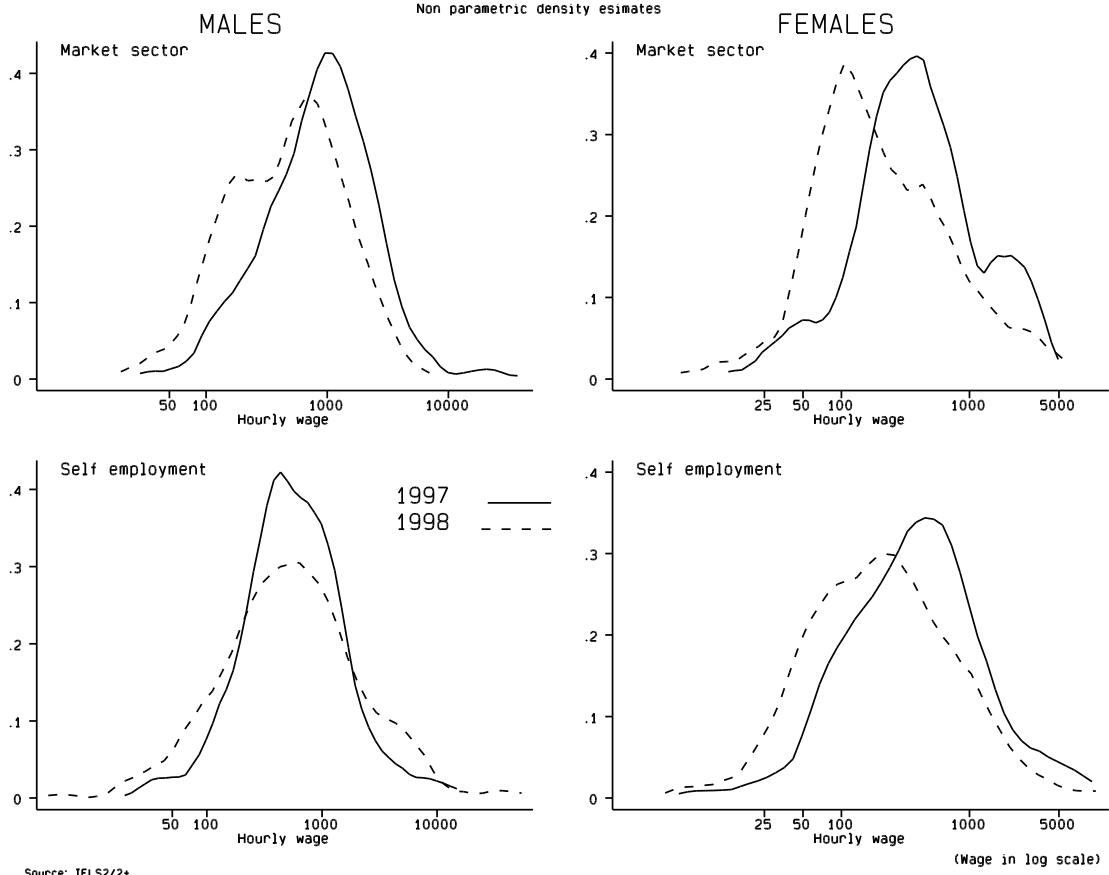 Non parametric density esimates
MALES
FEMALES
Market sector
.4
.3
.2
.1
0
50 100 1000 10000
Hourly wage
Market sector
.4
.3
.2
.1
0
25 50 100 1000 5000
Hourly wage
Self employment
.4
.3
.2
.1
0
1997
1998
50 100 1000 10000
Hourly wage
Self employment
.4
.3
.2
.1
0
25 50 100 1000 5000
Hourly wage
(Wage in log scale)
Source: IFLS2/2+